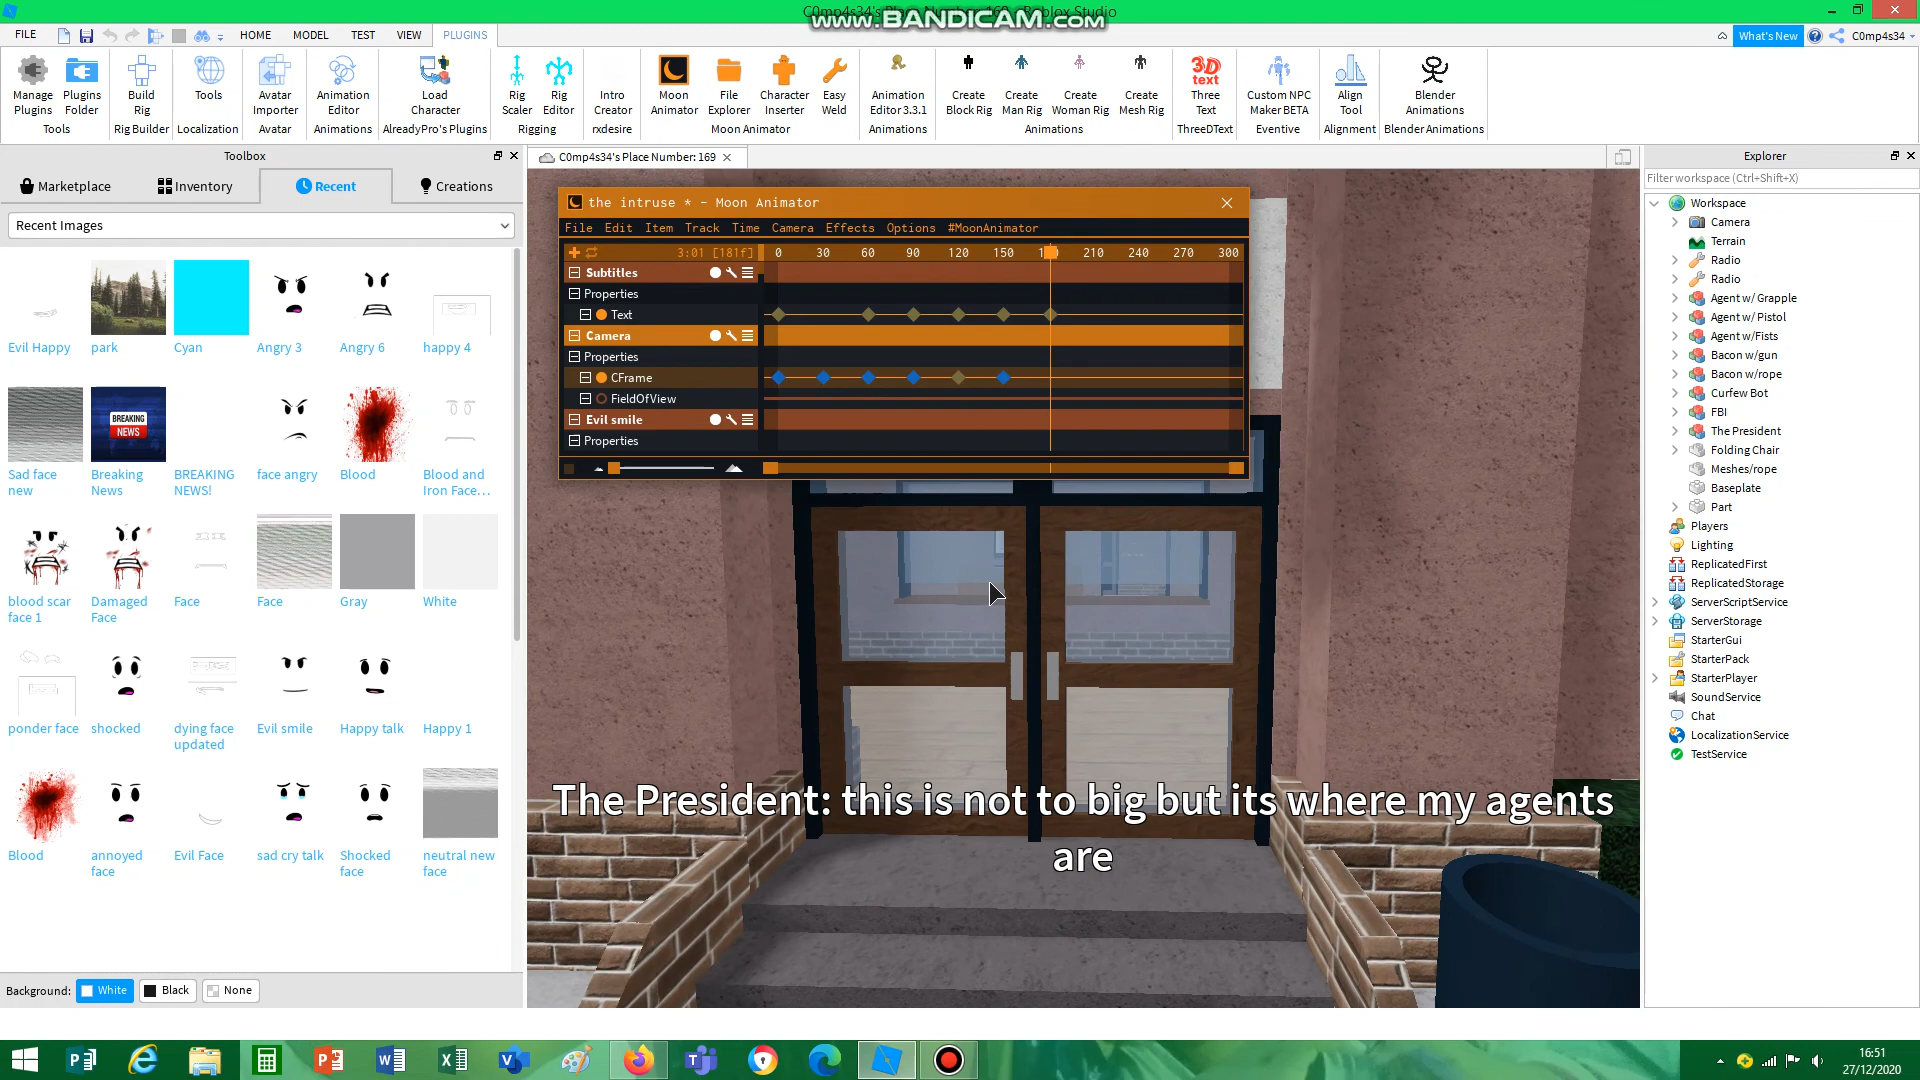 C0mp4s34's Place Number: 169 - Roblox Studio
www.BANDICAM.com
FILE HOME MODEL TEST VIEW PLUGINS
What's New C0mp4s34
Manage Plugins
Plugins Folder
Tools
Build Rig
Rig Builder
Tools
Localization
Avatar Importer
Avatar
Animation Editor
Animations
Load Character
AlreadyPro's Plugins
Rig Scaler
Rig Editor
Rigging
Intro Creator
rxdesire
Moon Animator
File Explorer
Character Inserter
Easy Weld
Moon Animator
Animation Editor 3.3.1
Animations
Create Block Rig
Create Man Rig
Create Woman Rig
Create Mesh Rig
Animations
3D text
Three Text
ThreeDText
Custom NPC Maker BETA
Eventive
Align Tool
Alignment
Blender Animations
Blender Animations
Toolbox
Marketplace Inventory Recent Creations
Recent Images
Evil Happy park Cyan Angry 3 Angry 6 happy 4
BREAKING NEWS
Sad face new
Breaking News
BREAKING NEWS!
face angry
Blood
Blood and Iron Face...
blood scar face 1
Damaged Face
Face
Face
Gray
White
ponder face
shocked
dying face updated
Evil smile
Happy talk
Happy 1
Blood
annoyed face
Evil Face
sad cry talk
Shocked face
neutral new face
Background: White Black None
C0mp4s34's Place Number: 169
the intruse * - Moon Animator
File Edit Item Track Time Camera Effects Options #MoonAnimator
3:01 [181f] 0 30 60 90 120 150 210 240 270 300
Subtitles
Properties
Text
Camera
Properties
CFrame
FieldOfView
Evil smile
Properties
The President: this is not to big but its where my agents
are
Explorer
Filter workspace (Ctrl+Shift+X)
Workspace
Camera
Terrain
Radio
Radio
Agent w/ Grapple
Agent w/ Pistol
Agent w/Fists
Bacon w/gun
Bacon w/rope
Curfew Bot
FBI
The President
Folding Chair
Meshes/rope
Baseplate
Part
Players
Lighting
ReplicatedFirst
ReplicatedStorage
ServerScriptService
ServerStorage
StarterGui
StarterPack
StarterPlayer
SoundService
Chat
LocalizationService
TestService
16:51
27/12/2020